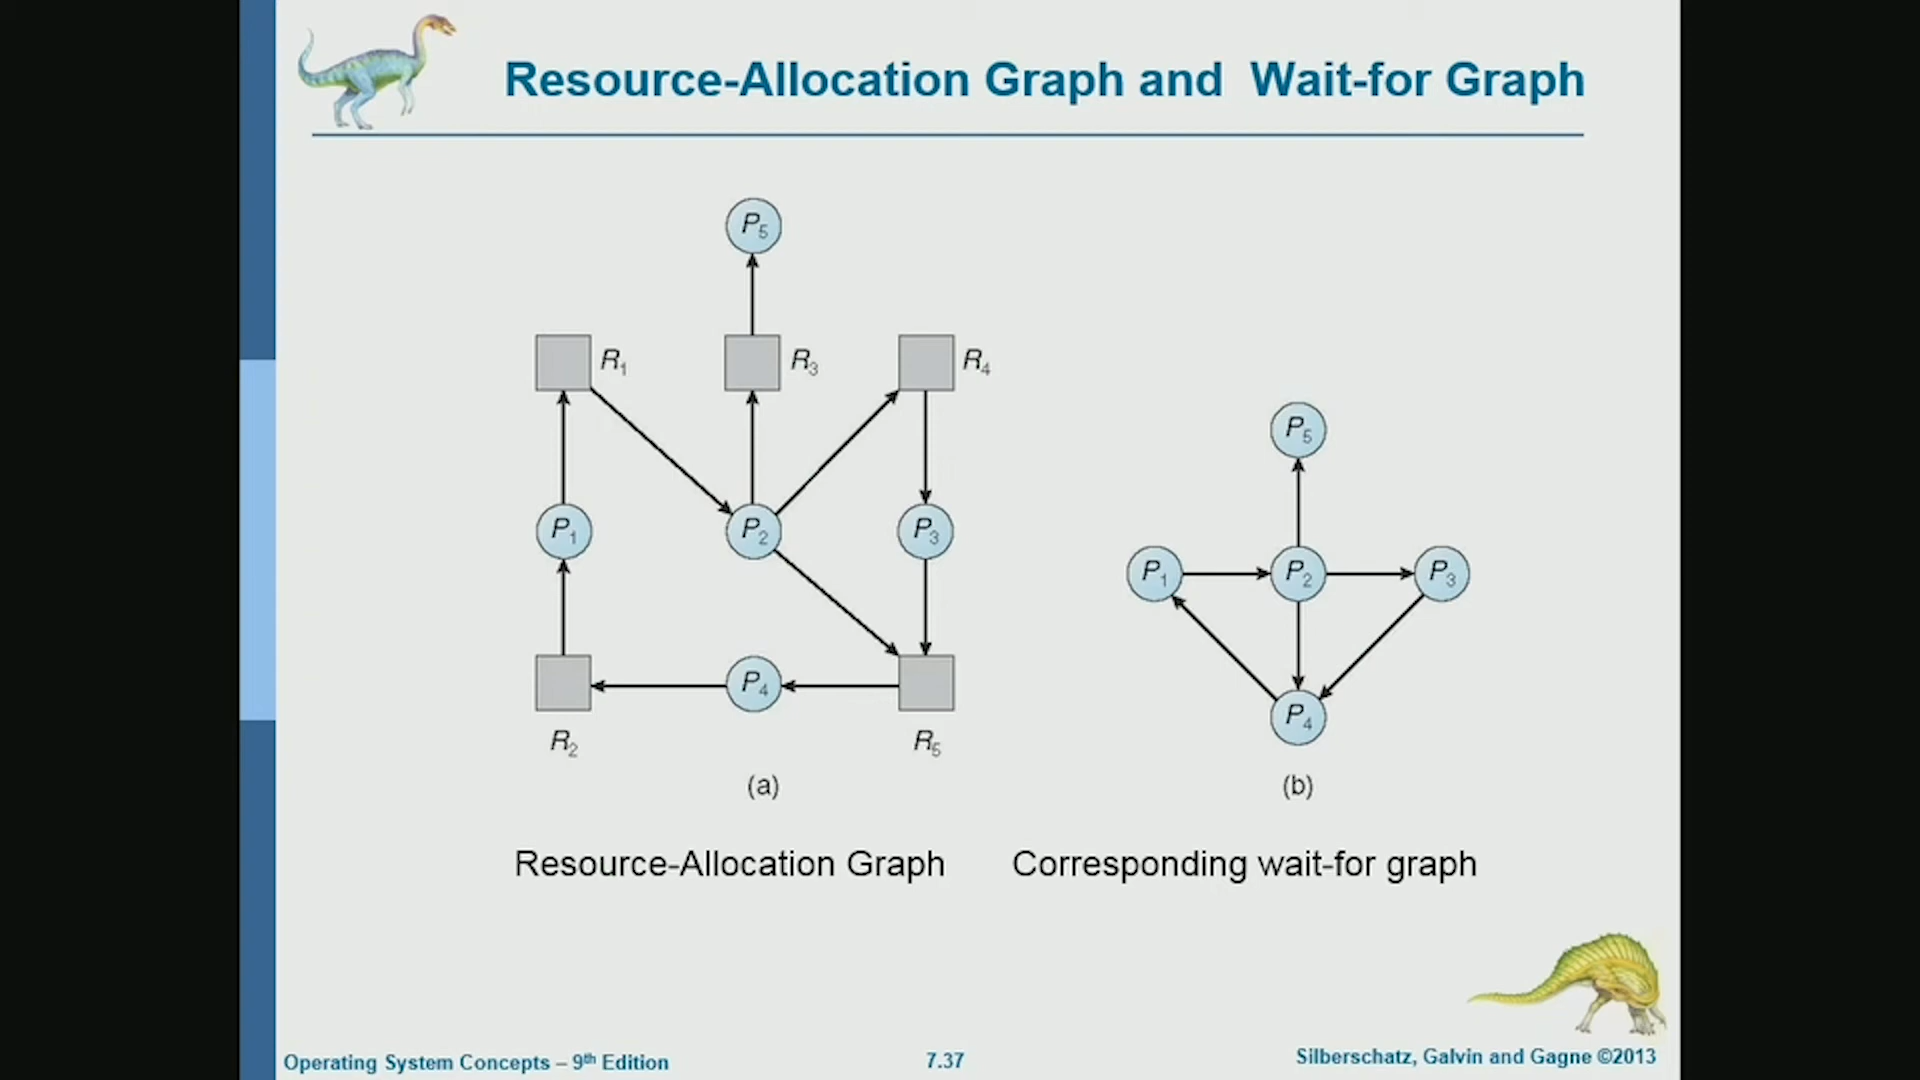 Resource-Allocation Graph and Wait-for Graph
P5
R1
R3
R4
P5
P1
P2
P3
P1
P2
P3
P4
P4
R2
R5
(a)
(b)
Resource-Allocation Graph
Corresponding wait-for graph
Operating System Concepts – 9th Edition
7.37
Silberschatz, Galvin and Gagne ©2013